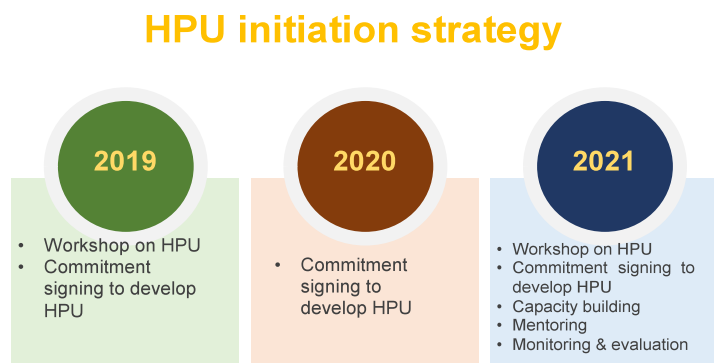 HPU initiation strategy
2019
• Workshop on HPU
• Commitment
signing to develop
HPU
2020
• Commitment
signing to
develop HPU
2021
• Workshop on HPU
• Commitment signing to
develop HPU
• Capacity building
• Mentoring
• Monitoring & evaluation